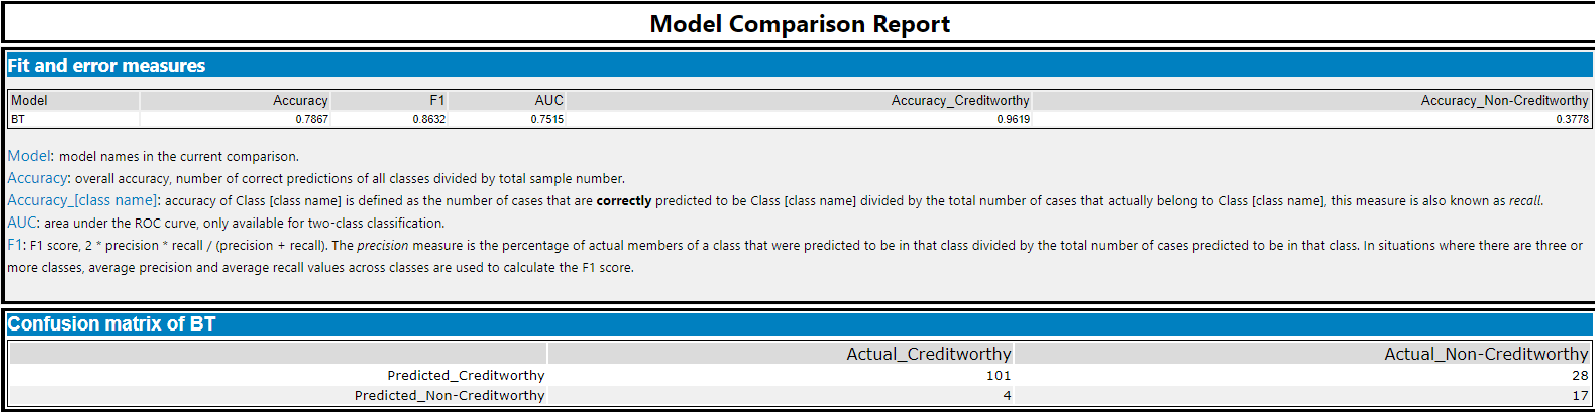 Model Comparison Report
Fit and error measures
Model Accuracy F1 AUC Accuracy_Creditworthy Accuracy_Non-Creditworthy
BT 0.7867 0.8632 0.7515 0.9619 0.3778
Model: model names in the current comparison.
Accuracy: overall accuracy, number of correct predictions of all classes divided by total sample number.
Accuracy_[class name]: accuracy of Class [class name] is defined as the number of cases that are correctly predicted to be Class [class name] divided by the total number of cases that actually belong to Class [class name], this measure is also known as recall.
AUC: area under the ROC curve, only available for two-class classification.
F1: F1 score, 2 * precision * recall / (precision + recall). The precision measure is the percentage of actual members of a class that were predicted to be in that class divided by the total number of cases predicted to be in that class. In situations where there are three or
more classes, average precision and average recall values across classes are used to calculate the F1 score.
Confusion matrix of BT
Actual_Creditworthy Actual_Non-Creditworthy
Predicted_Creditworthy 101 28
Predicted_Non-Creditworthy 4 17